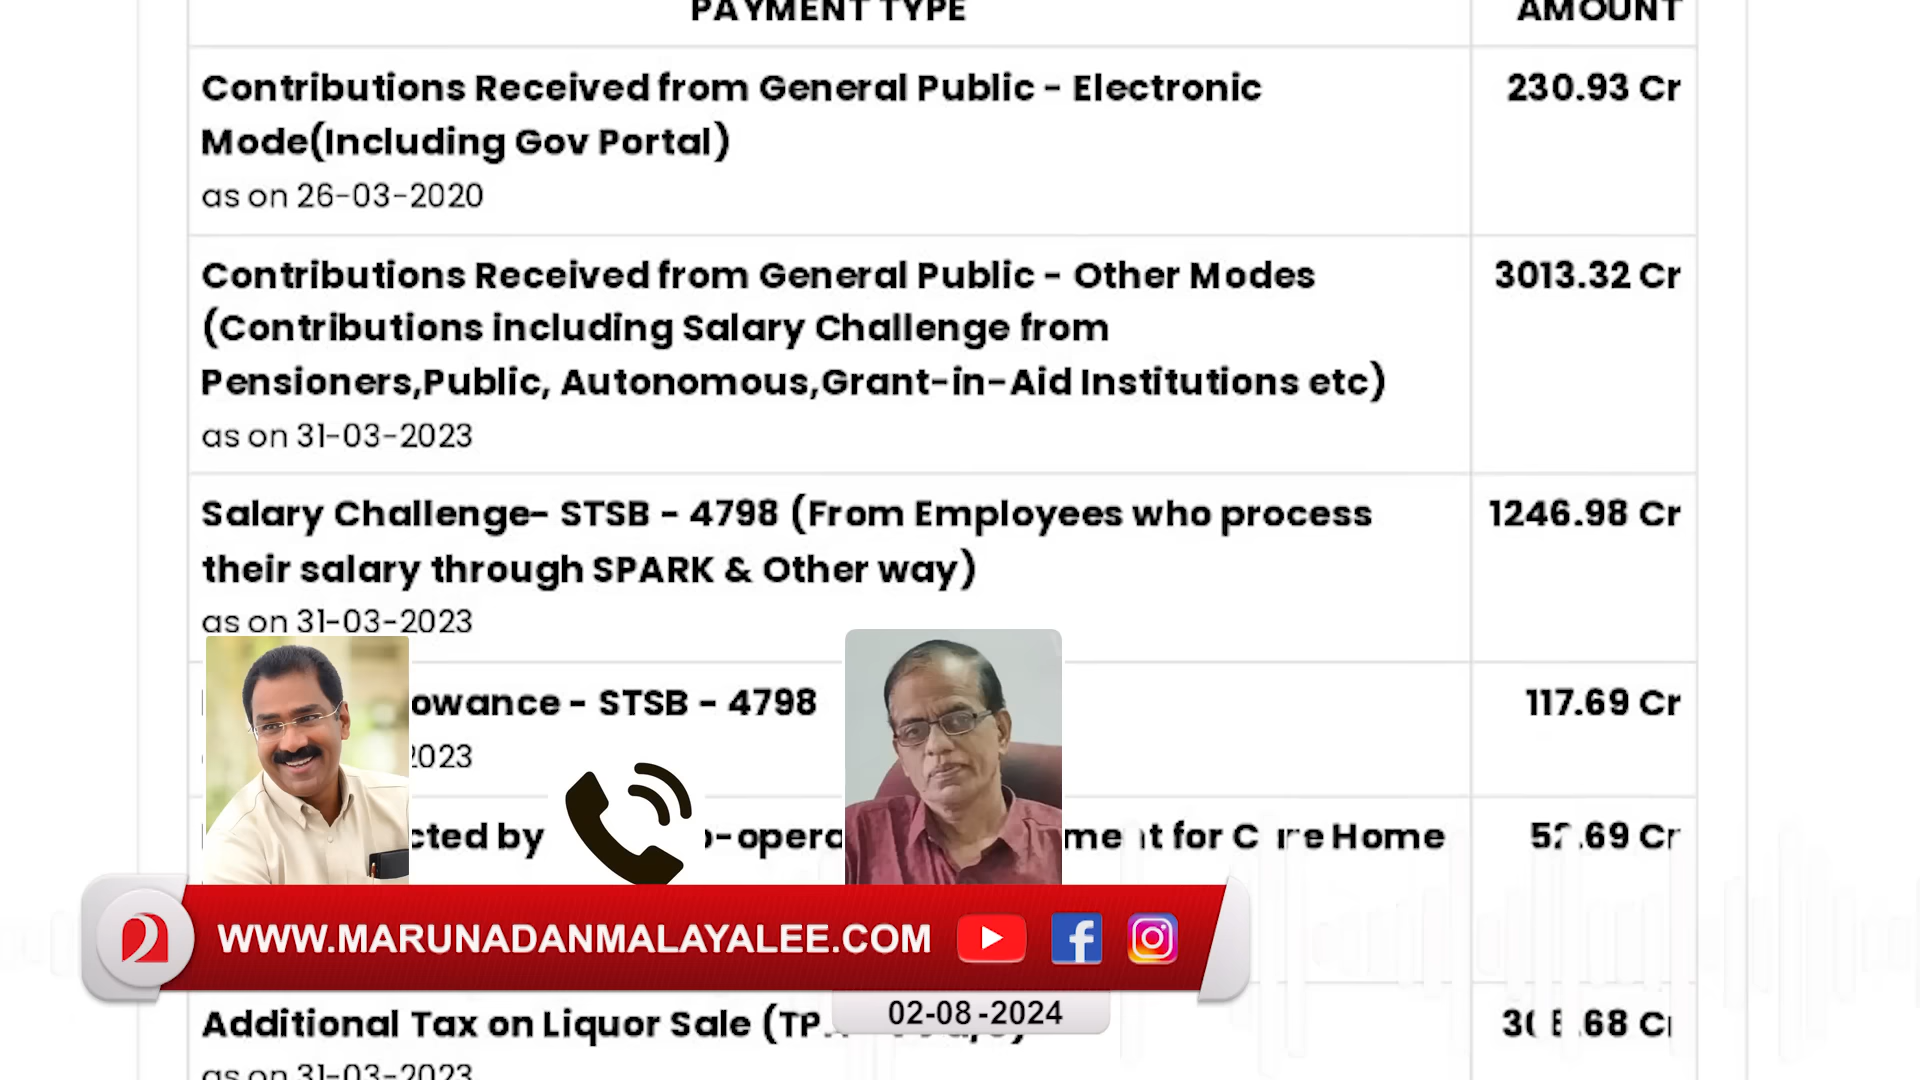 PAYMENT TYPE
AMOUNT
Contributions Received from General Public - Electronic
230.93 Cr
Mode(Including Gov Portal)
as on 26-03-2020
Contributions Received from General Public - Other Modes
3013.32 Cr
(Contributions including Salary Challenge from
Pensioners,Public, Autonomous,Grant-in-Aid Institutions etc)
as on 31-03-2023
Salary Challenge- STSB - 4798 (From Employees who process
1246.98 Cr
their salary through SPARK & Other way)
as on 31-03-2023
- STSB - 4798
117.69 Cr
by
for
Home
WWW.MARUNADANMALAYALEE.COM
02-08-2024
Additional Tax on Liquor Sale
as on 31-03-2023